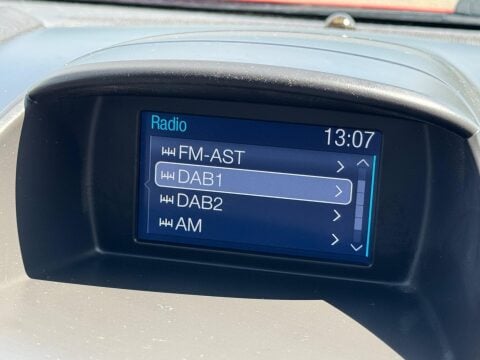 Radio
13:07
FM-AST
DAB1
DAB2
AM